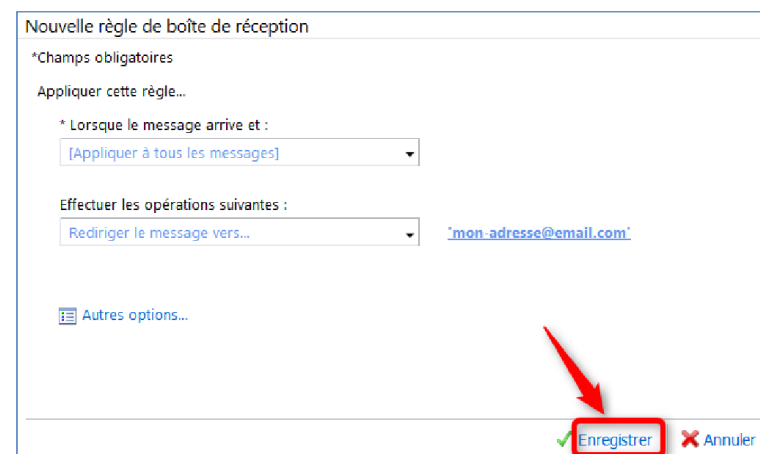 Nouvelle règle de boîte de réception
*Champs obligatoires
Appliquer cette règle...
* Lorsque le message arrive et :
[Appliquer à tous les messages]
Effectuer les opérations suivantes :
Rediriger le message vers... 'mon-adresse@email.com'
Autres options...
Enregistrer Annuler